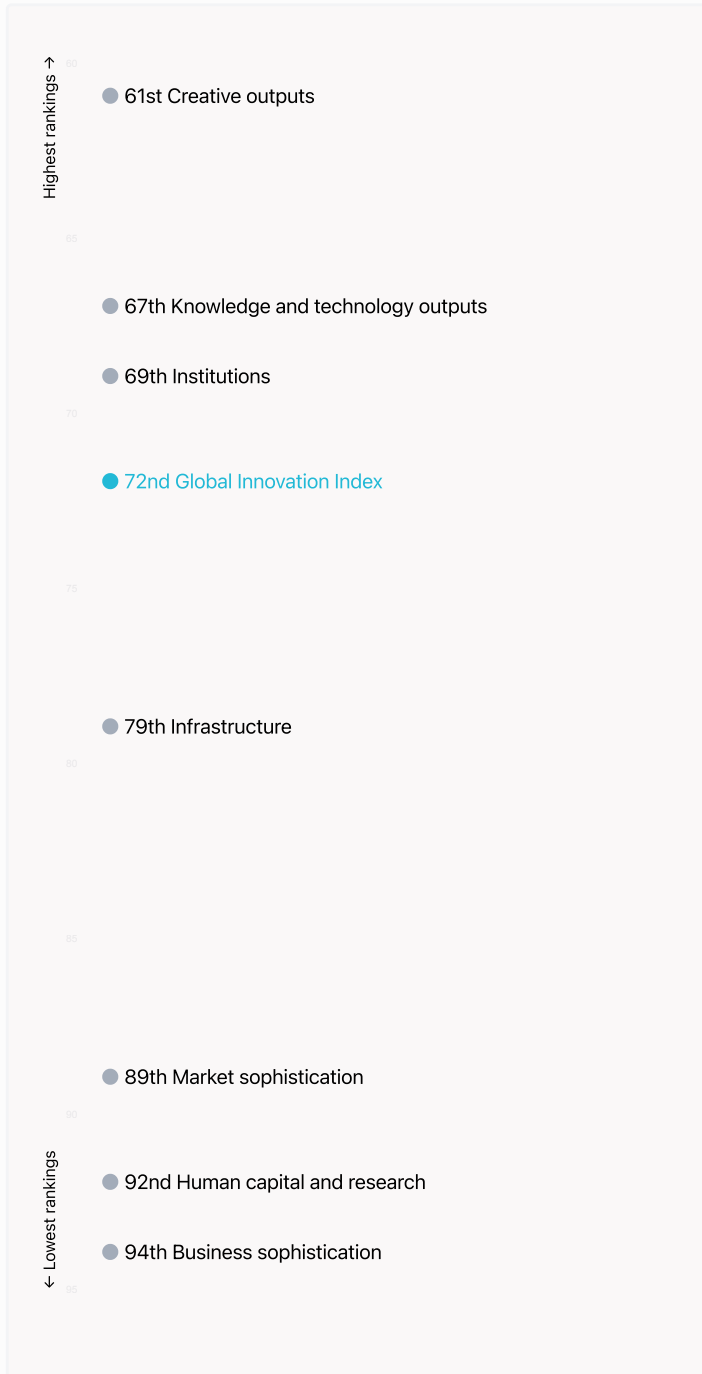 Highest rankings →
60
61st Creative outputs
65
67th Knowledge and technology outputs
69th Institutions
70
72nd Global Innovation Index
75
79th Infrastructure
80
85
89th Market sophistication
90
← Lowest rankings
92nd Human capital and research
94th Business sophistication
95